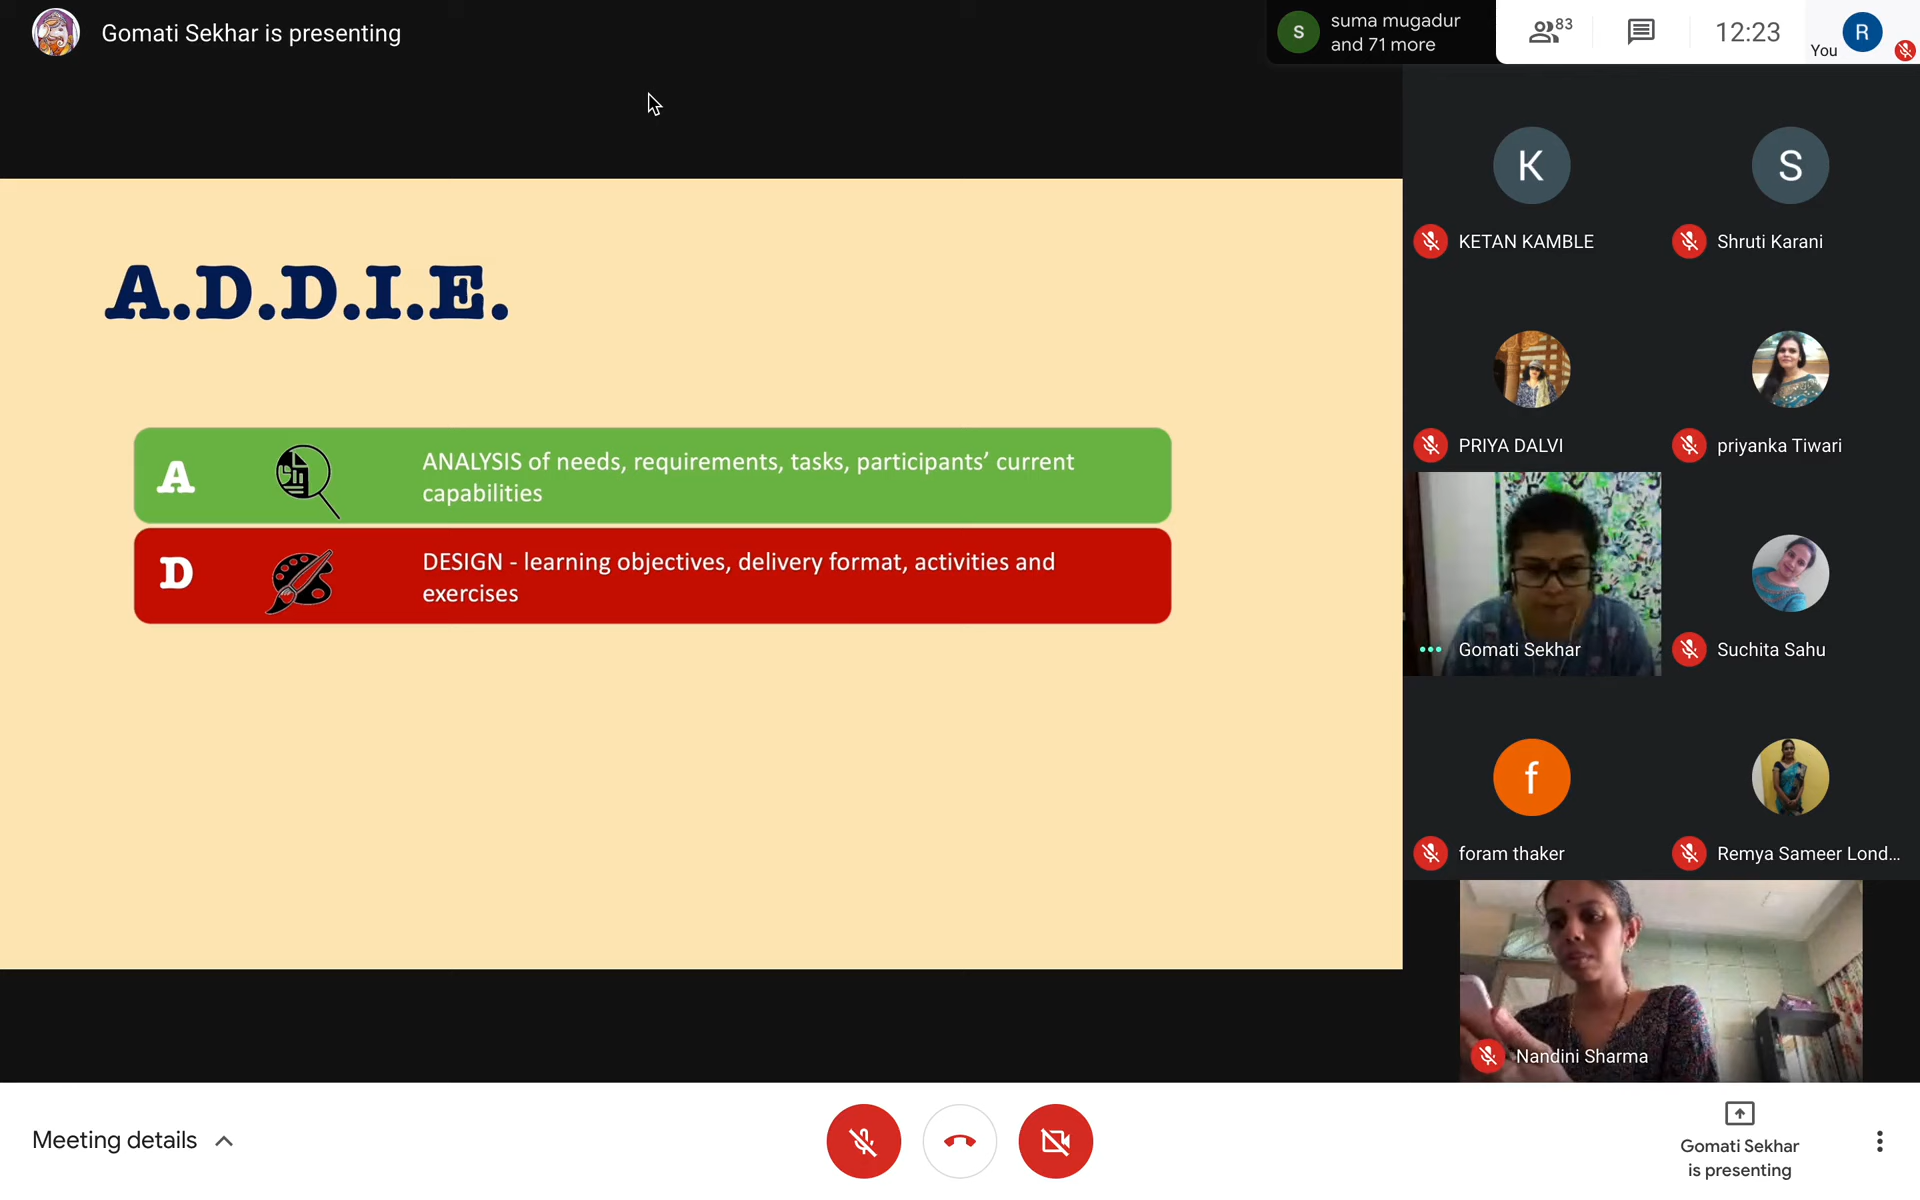 Gomati Sekhar is presenting
S
suma mugadur
and 71 more
83
12:23
You
R
A.D.D.I.E.
A
ANALYSIS of needs, requirements, tasks, participants’ current
capabilities
D
DESIGN - learning objectives, delivery format, activities and
exercises
K
KETAN KAMBLE
S
Shruti Karani
PRIYA DALVI
priyanka Tiwari
Gomati Sekhar
Suchita Sahu
f
foram thaker
Remya Sameer Lond...
Nandini Sharma
Meeting details
Gomati Sekhar
is presenting